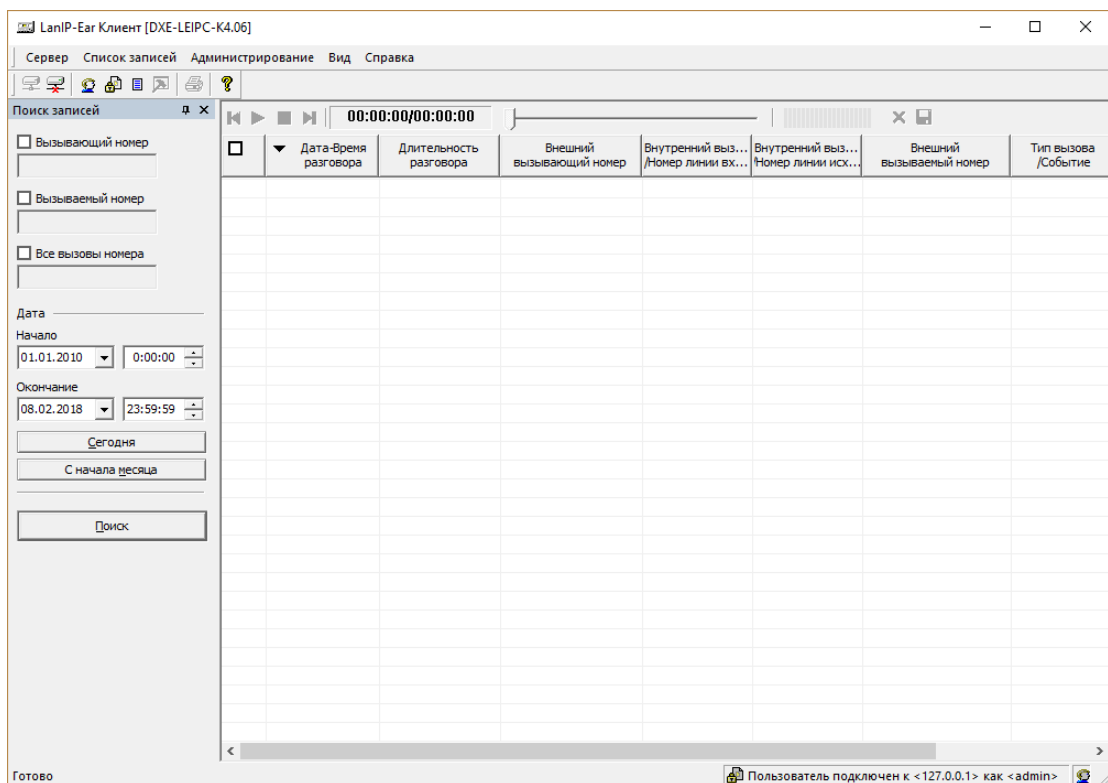 LanIP-Ear Клиент [DXE-LEIPC-K4.06]
Сервер Список записей Администрирование Вид Справка
Поиск записей
00:00:00/00:00:00
Вызывающий номер
Вызываемый номер
Все вызовы номера
Дата
Начало
01.01.2010 0:00:00
Окончание
08.02.2018 23:59:59
Сегодня
С начала месяца
Поиск
Дата-Время
разговора
Длительность
разговора
Внешний
вызывающий номер
Внутренний выз...
/Номер линии вх...
Внутренний выз...
/Номер линии исх...
Внешний
вызываемый номер
Тип вызова
/Событие
Готово
Пользователь подключен к <127.0.0.1> как <admin>